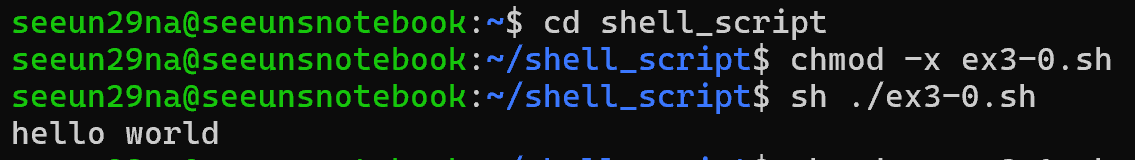 seeun29na@seeunsnotebook:~$ cd shell_script
seeun29na@seeunsnotebook:~/shell_script$ chmod -x ex3-0.sh
seeun29na@seeunsnotebook:~/shell_script$ sh ./ex3-0.sh
hello world